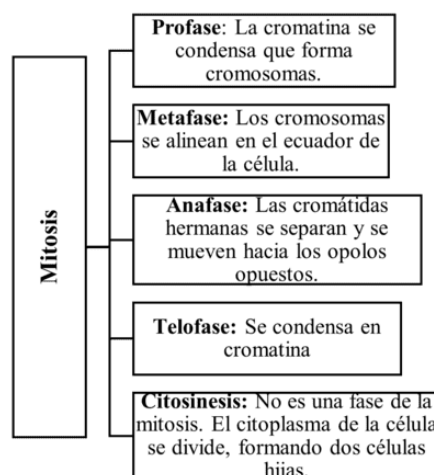 Mitosis
Profase: La cromatina se
condensa que forma
cromosomas.
Metafase: Los cromosomas
se alinean en el ecuador de
la célula.
Anafase: Las cromátidas
hermanas se separan y se
mueven hacia los opolos
opuestos.
Telofase: Se condensa en
cromatina
Citosinesis: No es una fase de la
mitosis. El citoplasma de la célula
se divide, formando dos células
hijas.